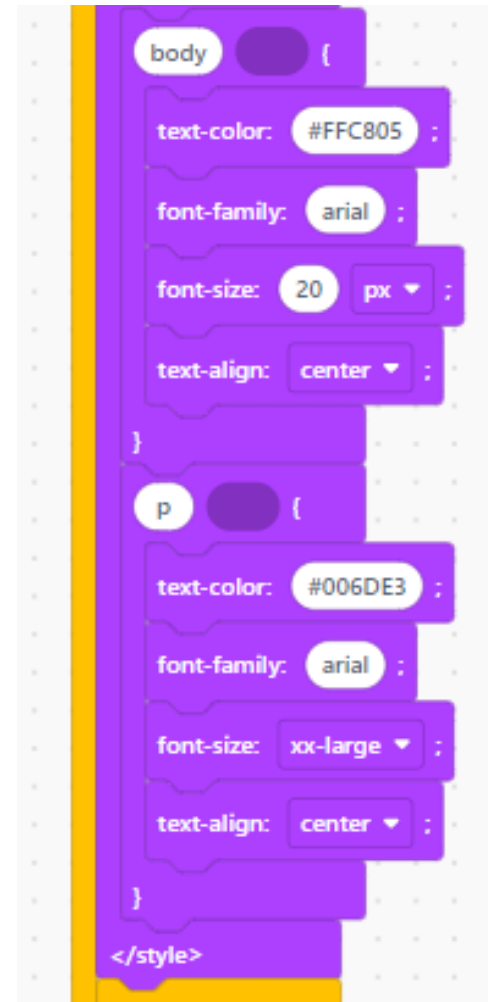 body {
text-color: #FFC805 ;
font-family: arial ;
font-size: 20 px ;
text-align: center ;
}
p {
text-color: #006DE3 ;
font-family: arial ;
font-size: xx-large ;
text-align: center ;
}
</style>